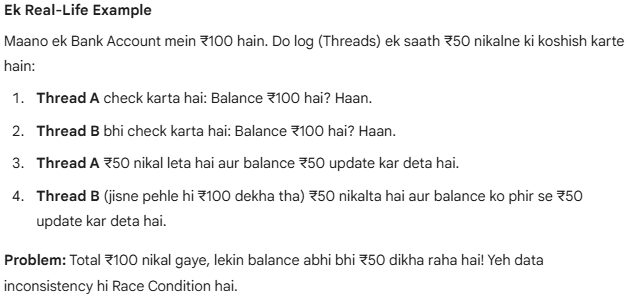 Ek Real-Life Example
Maano ek Bank Account mein ₹100 hain. Do log (Threads) ek saath ₹50 nikalne ki koshish karte
hain:
1. Thread A check karta hai: Balance ₹100 hai? Haan.
2. Thread B bhi check karta hai: Balance ₹100 hai? Haan.
3. Thread A ₹50 nikal leta hai aur balance ₹50 update kar deta hai.
4. Thread B (jisne pehle hi ₹100 dekha tha) ₹50 nikalta hai aur balance ko phir se ₹50
update kar deta hai.
Problem: Total ₹100 nikal gaye, lekin balance abhi bhi ₹50 dikha raha hai! Yeh data
inconsistency hi Race Condition hai.